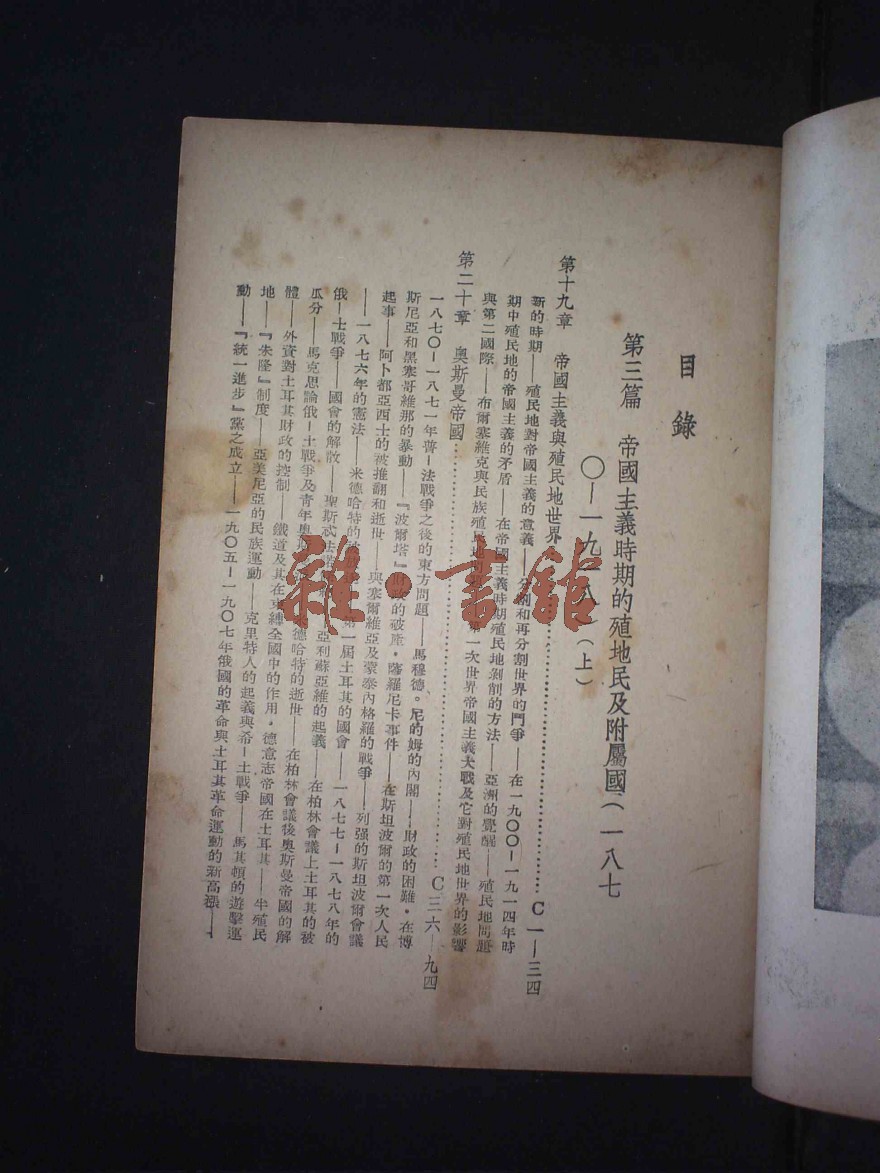 目錄
第三篇 帝國主義時期的殖地民及附屬國(一八七
〇—一九八(上)
第十九章 帝國主義與殖民地世界……C一—三四
新的時期——殖民地對帝國主義的意義——分割和再分割世界的鬥爭——在一九〇〇—一九一四年時
期中殖民地的帝國主義的矛盾——在帝國主義時期殖民地剝削的方法——亞洲的覺醒——殖民地問題
與第二國際——布爾塞維克與民族殖民地 第一次世界帝國主義大戰及它對殖民地世界的影響
第二十章 奧斯曼帝國……C三六—九四
一八七〇—一八七一年普—法戰爭之後的東方問題——馬穆德。尼的姆的內閣——財政的困難・在博
斯尼亞和黑塞哥維那的暴動——『波爾塔』財政的破產・薩羅尼卡事件——在斯坦波爾的第一次人民
起事——阿卜都亞西士的被推翻和逝世——與塞爾維亞及蒙泰內格羅的戰爭——列强的斯坦波爾會議
——一八七六年的憲法——米德哈特的 第一屆土耳其的國會——一八七七—一八七八年的
俄—土戰爭——國會的解散——聖斯忒法諾 亞利蘇亞維的起義——在柏林會議上土耳其的被
瓜分——馬克思論俄—土戰爭及靑年奧斯 米德哈特的逝世——在柏林會議後奧斯曼帝國的解
體——外資對土耳其財政的控制——鐵道及其在束縛全國中的作用・德意志帝國在土耳其——半殖民
地——『朱隆』制度——亞美尼亞的民族運動——克里特人的起義與希—土戰爭——馬其頓的遊擊運
動——『統一進步』黨之成立——一九〇五—一九〇七年俄國的革命與土耳其革命運動的新高漲——
雜・書館